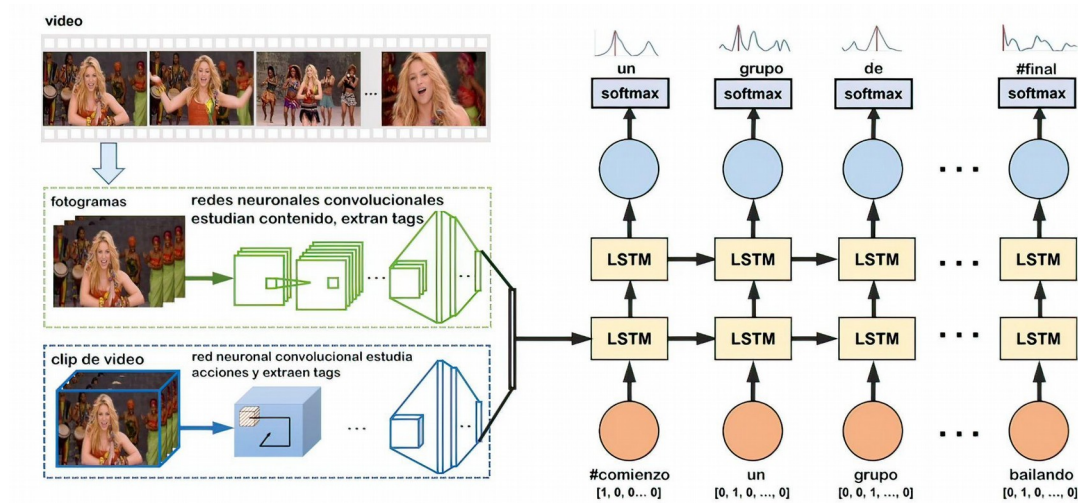 video
...
fotogramas
redes neuronales convolucionales
estudian contenido, extran tags
...
clip de video
red neuronal convolucional estudia
acciones y extraen tags
...
un grupo de #final
softmax softmax softmax softmax
...
LSTM LSTM LSTM ... LSTM
LSTM LSTM LSTM ... LSTM
...
#comienzo un grupo bailando
[1, 0, 0... 0] [0, 1, 0, ..., 0] [0, 0, 1, ..., 0] [0, 1, 0, ..., 0]